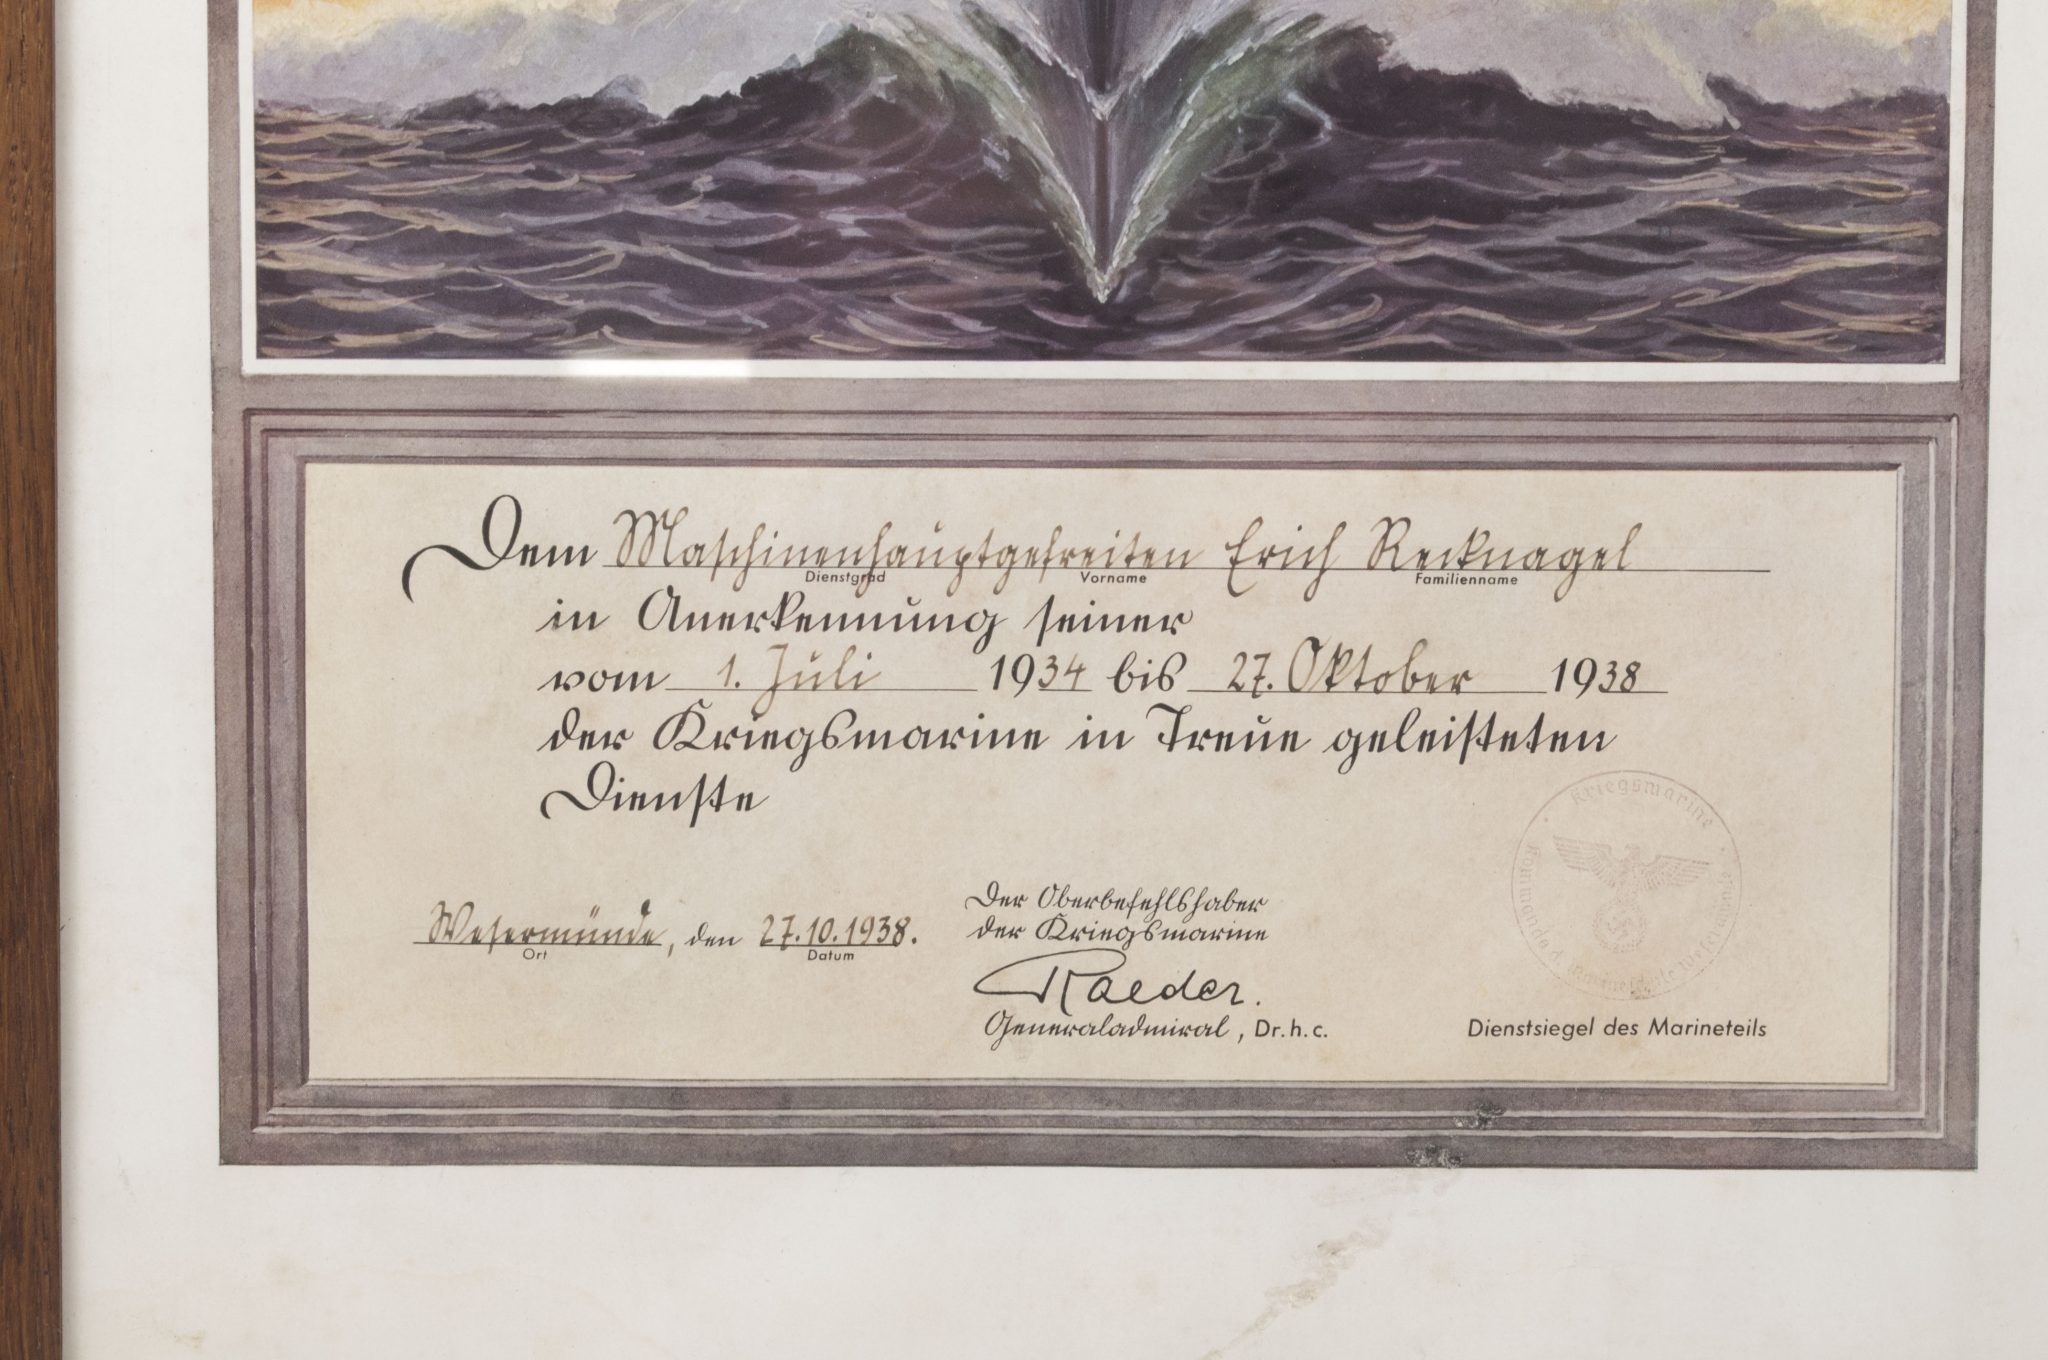 Dem Maschinenhauptgefreiten Erich Recknagel
Dienstgrad Vorname Familienname
in Anerkennung seiner
vom 1. Juli 1934 bis 27. Oktober 1938
der Kriegsmarine in Treue geleisteten
Dienste
Kriegsmarine
Kommando d.
Wesermünde, den 27.10.1938.
Ort Datum
Der Oberbefehlshaber
der Kriegsmarine
Raeder.
Generaladmiral, Dr. h. c.
Dienstsiegel des Marineteils